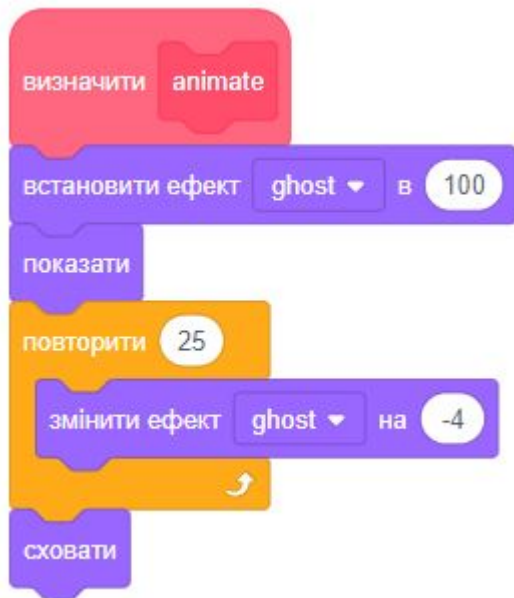 визначити animate
встановити ефект ghost в 100
показати
повторити 25
змінити ефект ghost на -4
сховати